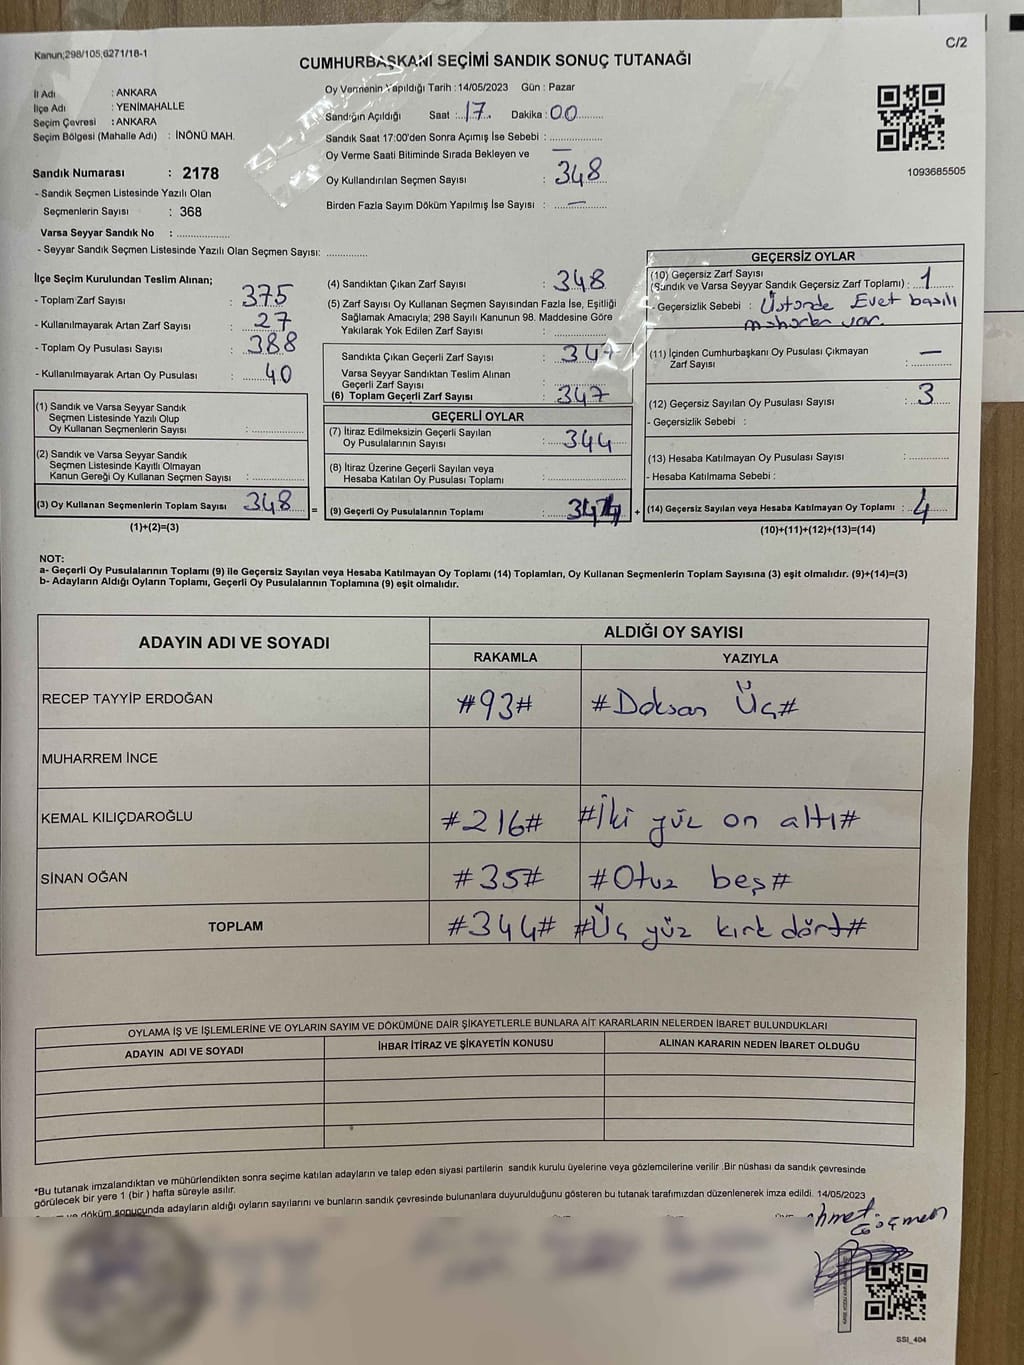 Kanun;298/105,6271/18-1
C/2
CUMHURBAŞKANI SEÇİMİ SANDIK SONUÇ TUTANAĞI
İl Adı : ANKARA
İlçe Adı : YENİMAHALLE
Seçim Çevresi : ANKARA
Seçim Bölgesi (Mahalle Adı) : İNÖNÜ MAH.
Sandık Numarası : 2178
- Sandık Seçmen Listesinde Yazılı Olan
Seçmenlerin Sayısı : 368
Varsa Seyyar Sandık No : ................
- Seyyar Sandık Seçmen Listesinde Yazılı Olan Seçmen Sayısı: ..............
Oy Vermenin Yapıldığı Tarih : 14/05/2023 Gün : Pazar
Sandığın Açıldığı Saat : 17 Dakika : 00
Sandık Saat 17:00'den Sonra Açımış İse Sebebi : ..................
Oy Verme Saati Bitiminde Sırada Bekleyen ve —
Oy Kullandırılan Seçmen Sayısı : 348
Birden Fazla Sayım Döküm Yapılmış İse Sayısı : —
1093685505
İlçe Seçim Kurulundan Teslim Alınan;
- Toplam Zarf Sayısı : 375
- Kullanılmayarak Artan Zarf Sayısı : 27
- Toplam Oy Pusulası Sayısı : 388
- Kullanılmayarak Artan Oy Pusulası : 40
(1) Sandık ve Varsa Seyyar Sandık
Seçmen Listesinde Yazılı Olup
Oy Kullanan Seçmenlerin Sayısı : ..............
(2) Sandık ve Varsa Seyyar Sandık
Seçmen Listesinde Kayıtlı Olmayan
Kanun Gereği Oy Kullanan Seçmen Sayısı : ..............
(3) Oy Kullanan Seçmenlerin Toplam Sayısı : 348 =
(1)+(2)=(3)
(4) Sandıktan Çıkan Zarf Sayısı : 348
(5) Zarf Sayısı Oy Kullanan Seçmen Sayısından Fazla İse, Eşitliği
Sağlamak Amacıyla; 298 Sayılı Kanunun 98. Maddesine Göre
Yakılarak Yok Edilen Zarf Sayısı : ..............
Sandıkta Çıkan Geçerli Zarf Sayısı : 347
Varsa Seyyar Sandıktan Teslim Alınan
Geçerli Zarf Sayısı : ..............
(6) Toplam Geçerli Zarf Sayısı : 347
GEÇERLİ OYLAR
(7) İtiraz Edilmeksizin Geçerli Sayılan
Oy Pusulalarının Sayısı : 344
(8) İtiraz Üzerine Geçerli Sayılan veya
Hesaba Katılan Oy Pusulası Toplamı : ..............
(9) Geçerli Oy Pusulalarının Toplamı : 344 +
GEÇERSİZ OYLAR
(10) Geçersiz Zarf Sayısı
(Sandık ve Varsa Seyyar Sandık Geçersiz Zarf Toplamı) : 1
- Geçersizlik Sebebi : Üstünde Evet basılı
mühürler var.
(11) İçinden Cumhurbaşkanı Oy Pusulası Çıkmayan
Zarf Sayısı : —
(12) Geçersiz Sayılan Oy Pusulası Sayısı : 3
- Geçersizlik Sebebi :
(13) Hesaba Katılmayan Oy Pusulası Sayısı : ..........
- Hesaba Katılmama Sebebi :
(14) Geçersiz Sayılan veya Hesaba Katılmayan Oy Toplamı : 4
(10)+(11)+(12)+(13)=(14)
NOT:
a- Geçerli Oy Pusulalarının Toplamı (9) ile Geçersiz Sayılan veya Hesaba Katılmayan Oy Toplamı (14) Toplamları, Oy Kullanan Seçmenlerin Toplam Sayısına (3) eşit olmalıdır. (9)+(14)=(3)
b- Adayların Aldığı Oyların Toplamı, Geçerli Oy Pusulalarının Toplamına (9) eşit olmalıdır.
ADAYIN ADI VE SOYADI
ALDIĞI OY SAYISI
RAKAMLA YAZIYLA
RECEP TAYYİP ERDOĞAN #93# #Doksan Üç#
MUHARREM İNCE
KEMAL KILIÇDAROĞLU #216# #İki yüz on altı#
SİNAN OĞAN #35# #Otuz beş#
TOPLAM #344# #Üç yüz kırk dört#
OYLAMA İŞ VE İŞLEMLERİNE VE OYLARIN SAYIM VE DÖKÜMÜNE DAİR ŞİKAYETLERLE BUNLARA AİT KARARLARIN NELERDEN İBARET BULUNDUKLARI
ADAYIN ADI VE SOYADI İHBAR İTİRAZ VE ŞİKAYETİN KONUSU ALINAN KARARIN NEDEN İBARET OLDUĞU
*Bu tutanak imzalandıktan ve mühürlendikten sonra seçime katılan adayların ve talep eden siyasi partilerin sandık kurulu üyelerine veya gözlemcilerine verilir .Bir nüshası da sandık çevresinde
görülecek bir yere 1 (bir ) hafta süreyle asılır.
ve döküm sonucunda adayların aldığı oyların sayılarını ve bunların sandık çevresinde bulunanlara duyurulduğunu gösteren bu tutanak tarafımızdan düzenlenerek imza edildi. 14/05/2023
hmet
Göçmen
SSI_404